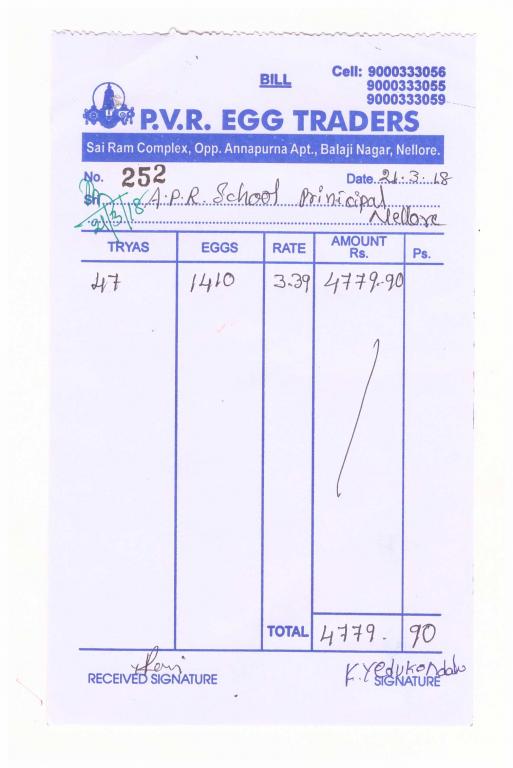 BILL
Cell: 9000333056
9000333055
9000333059
P.V.R. EGG TRADERS
Sai Ram Complex, Opp. Annapurna Apt., Balaji Nagar, Nellore.
No. 252 Date 21.3.18
Sri A.P.R. School Prinicipal
21/3/18 Nellore
TRYAS EGGS RATE AMOUNT Rs. Ps.
47 1410 3.39 4779-90
TOTAL 4779. 90
RECEIVED SIGNATURE K. Yedukondalu
SIGNATURE